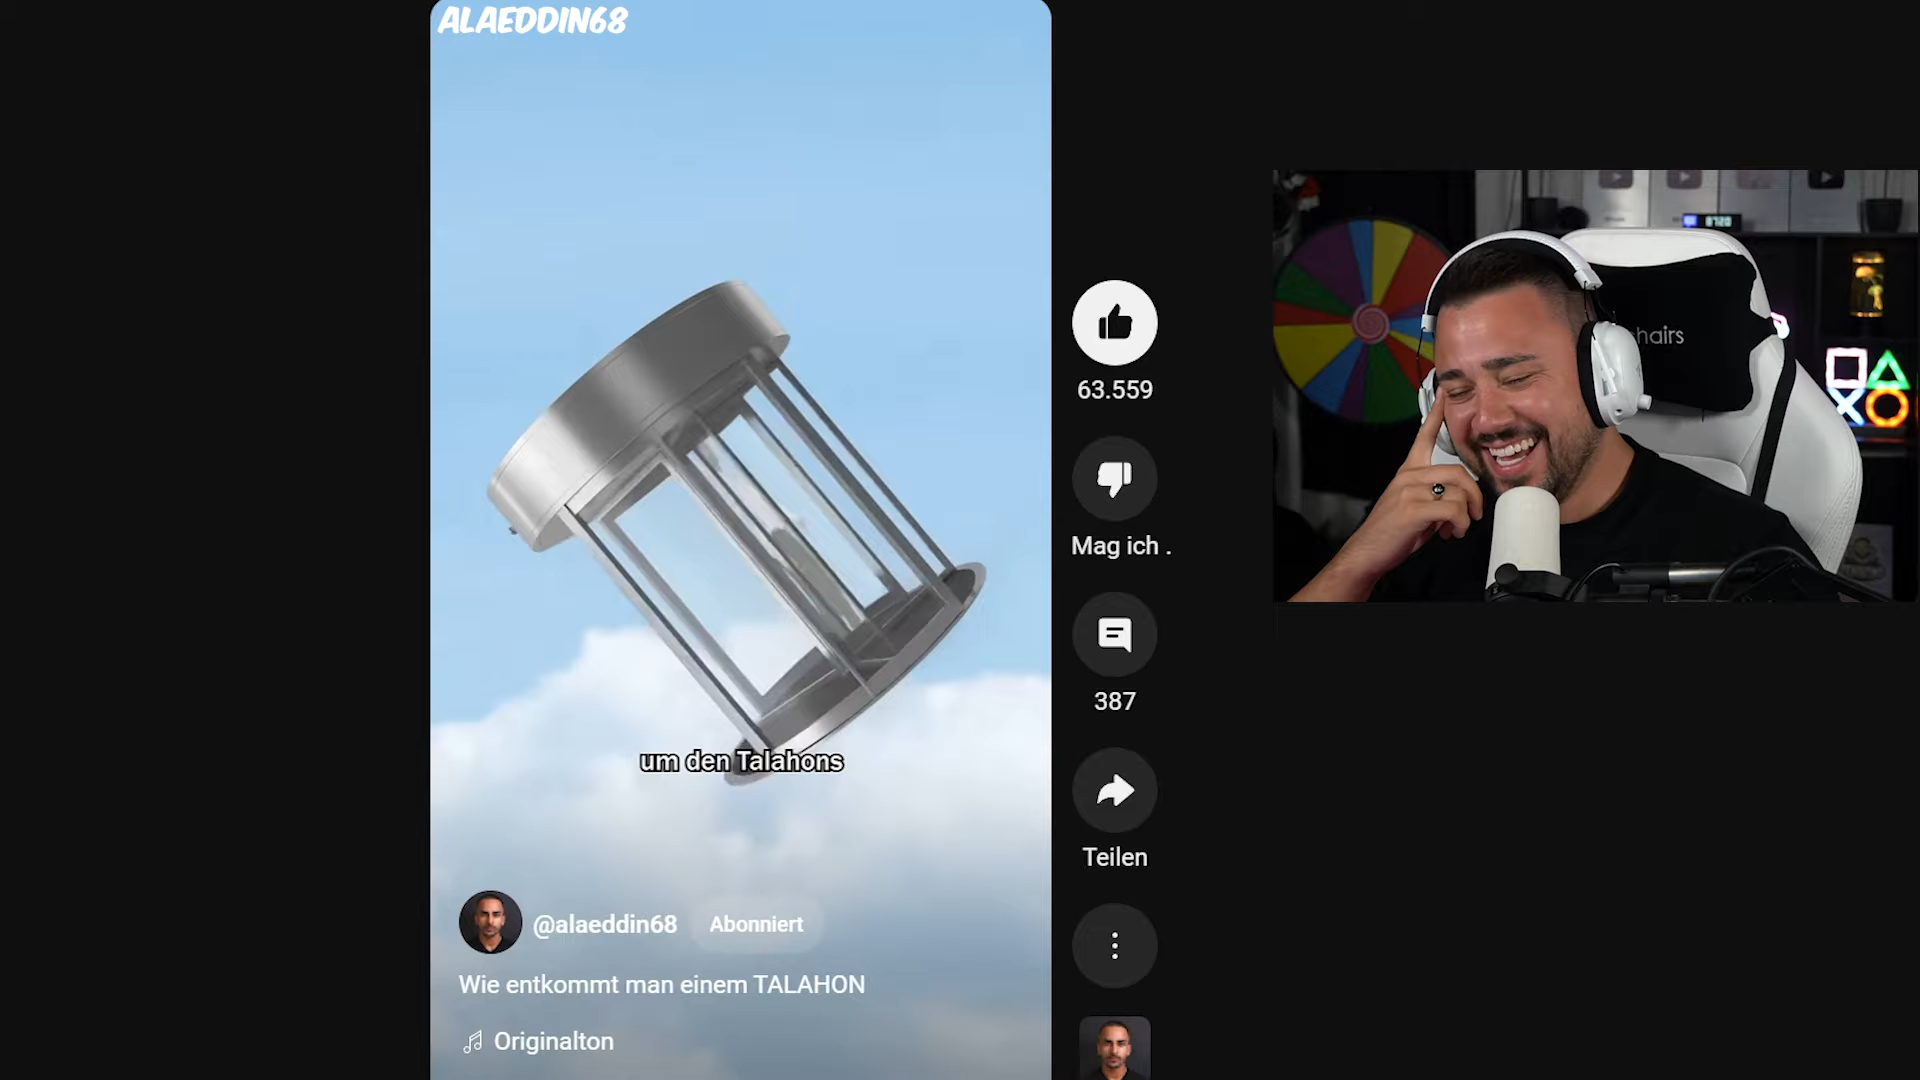 ALAEDDIN68
um den Talahons
@alaeddin68
Abonniert
Wie entkommt man einem TALAHON
Originalton
63.559
Mag ich .
387
Teilen
hairs